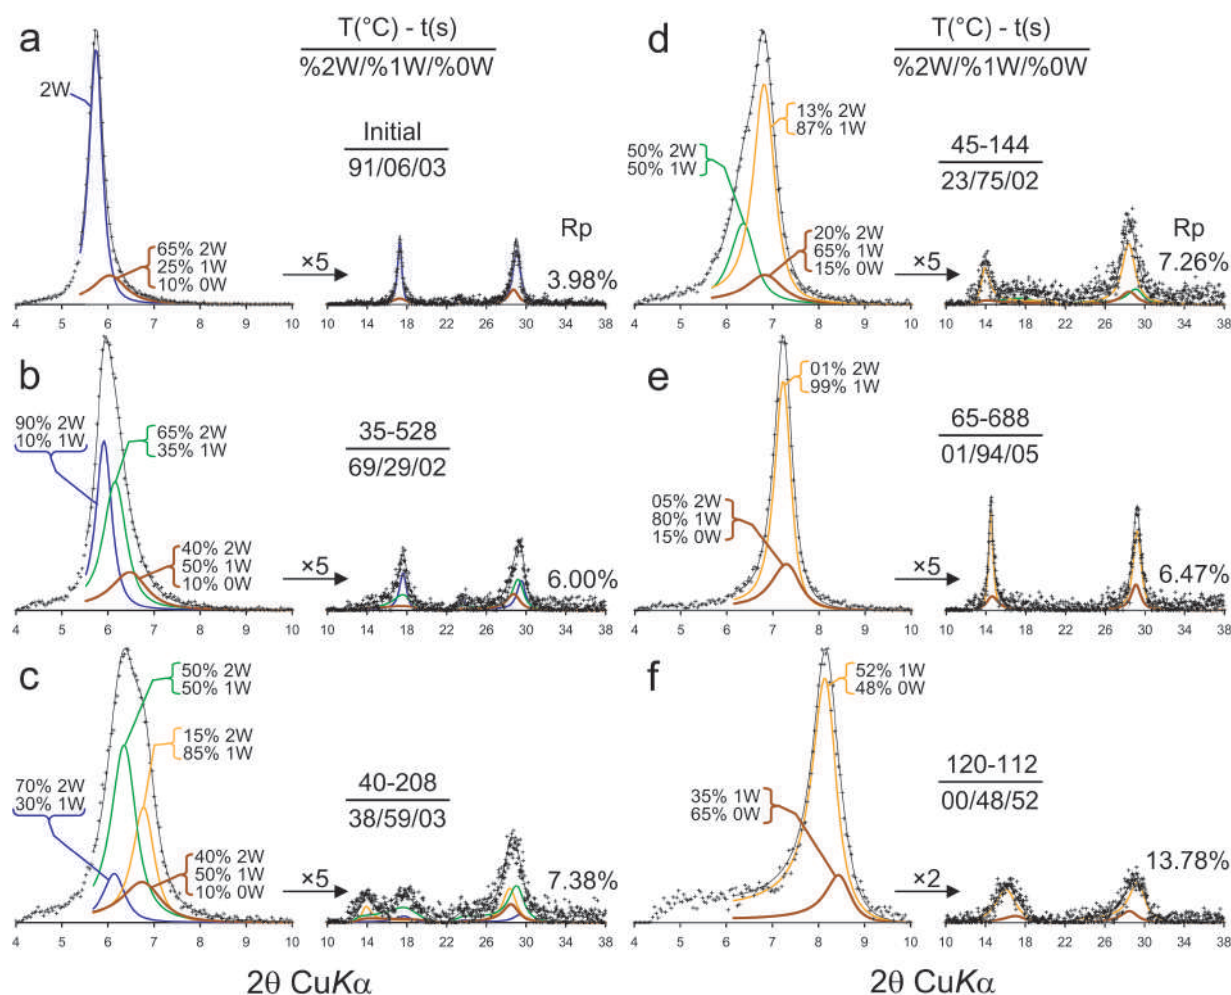 a
T(°C) - t(s)
%2W/%1W/%0W
2W
Initial
91/06/03
65% 2W
25% 1W
10% 0W
×5
Rp
3.98%
4 5 6 7 8 9 10
10 14 18 22 26 30 34 38
b
90% 2W
10% 1W
65% 2W
35% 1W
35-528
69/29/02
40% 2W
50% 1W
10% 0W
×5
6.00%
4 5 6 7 8 9 10
10 14 18 22 26 30 34 38
c
50% 2W
50% 1W
15% 2W
85% 1W
70% 2W
30% 1W
40-208
38/59/03
40% 2W
50% 1W
10% 0W
×5
7.38%
4 5 6 7 8 9 10
10 14 18 22 26 30 34 38
2θ CuKα
d
T(°C) - t(s)
%2W/%1W/%0W
13% 2W
87% 1W
50% 2W
50% 1W
45-144
23/75/02
20% 2W
65% 1W
15% 0W
×5
Rp
7.26%
4 5 6 7 8 9 10
10 14 18 22 26 30 34 38
e
01% 2W
99% 1W
65-688
01/94/05
05% 2W
80% 1W
15% 0W
×5
6.47%
4 5 6 7 8 9 10
10 14 18 22 26 30 34 38
f
52% 1W
48% 0W
120-112
00/48/52
35% 1W
65% 0W
×2
13.78%
4 5 6 7 8 9 10
10 14 18 22 26 30 34 38
2θ CuKα